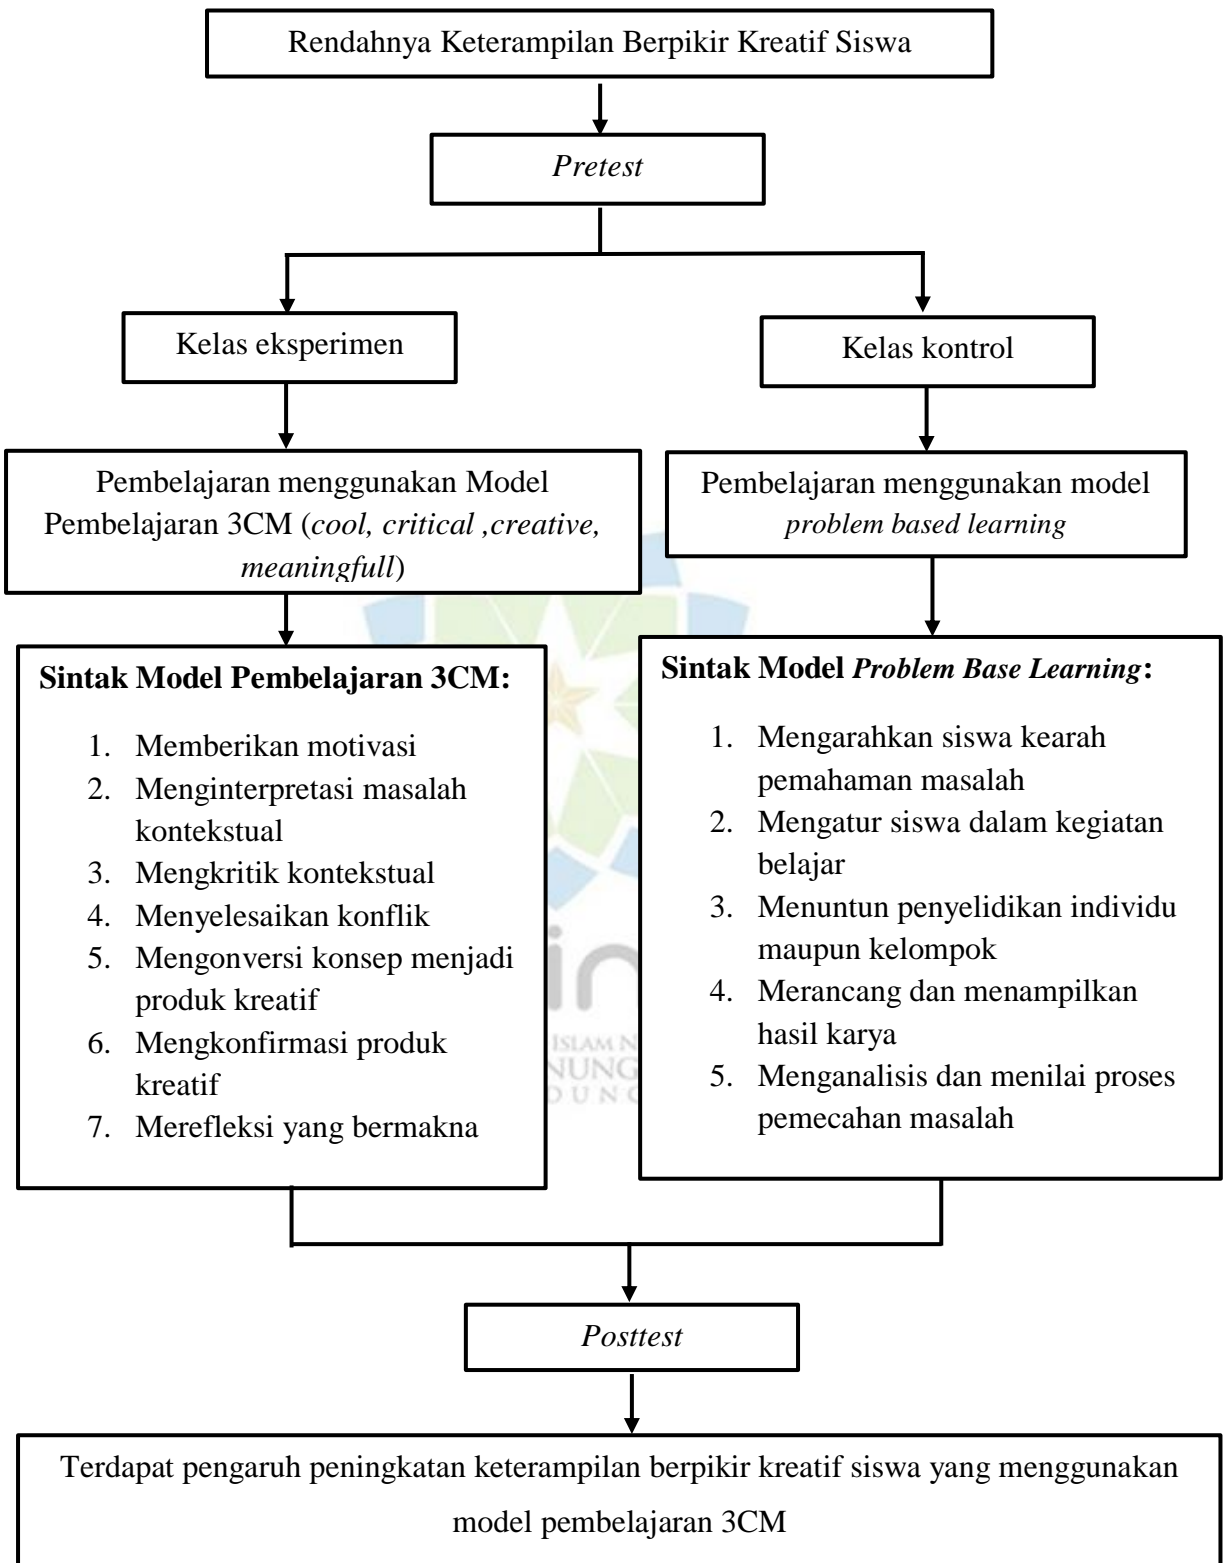 Rendahnya Keterampilan Berpikir Kreatif Siswa
Pretest
Kelas eksperimen
Kelas kontrol
Pembelajaran menggunakan Model
Pembelajaran 3CM (cool, critical ,creative,
meaningfull)
Pembelajaran menggunakan model
problem based learning
Sintak Model Pembelajaran 3CM:
1. Memberikan motivasi
2. Menginterpretasi masalah
kontekstual
3. Mengkritik kontekstual
4. Menyelesaikan konflik
5. Mengonversi konsep menjadi
produk kreatif
6. Mengkonfirmasi produk
kreatif
7. Merefleksi yang bermakna
Sintak Model Problem Base Learning:
1. Mengarahkan siswa kearah
pemahaman masalah
2. Mengatur siswa dalam kegiatan
belajar
3. Menuntun penyelidikan individu
maupun kelompok
4. Merancang dan menampilkan
hasil karya
5. Menganalisis dan menilai proses
pemecahan masalah
ISLAM N
NUNG
Posttest
Terdapat pengaruh peningkatan keterampilan berpikir kreatif siswa yang menggunakan
model pembelajaran 3CM